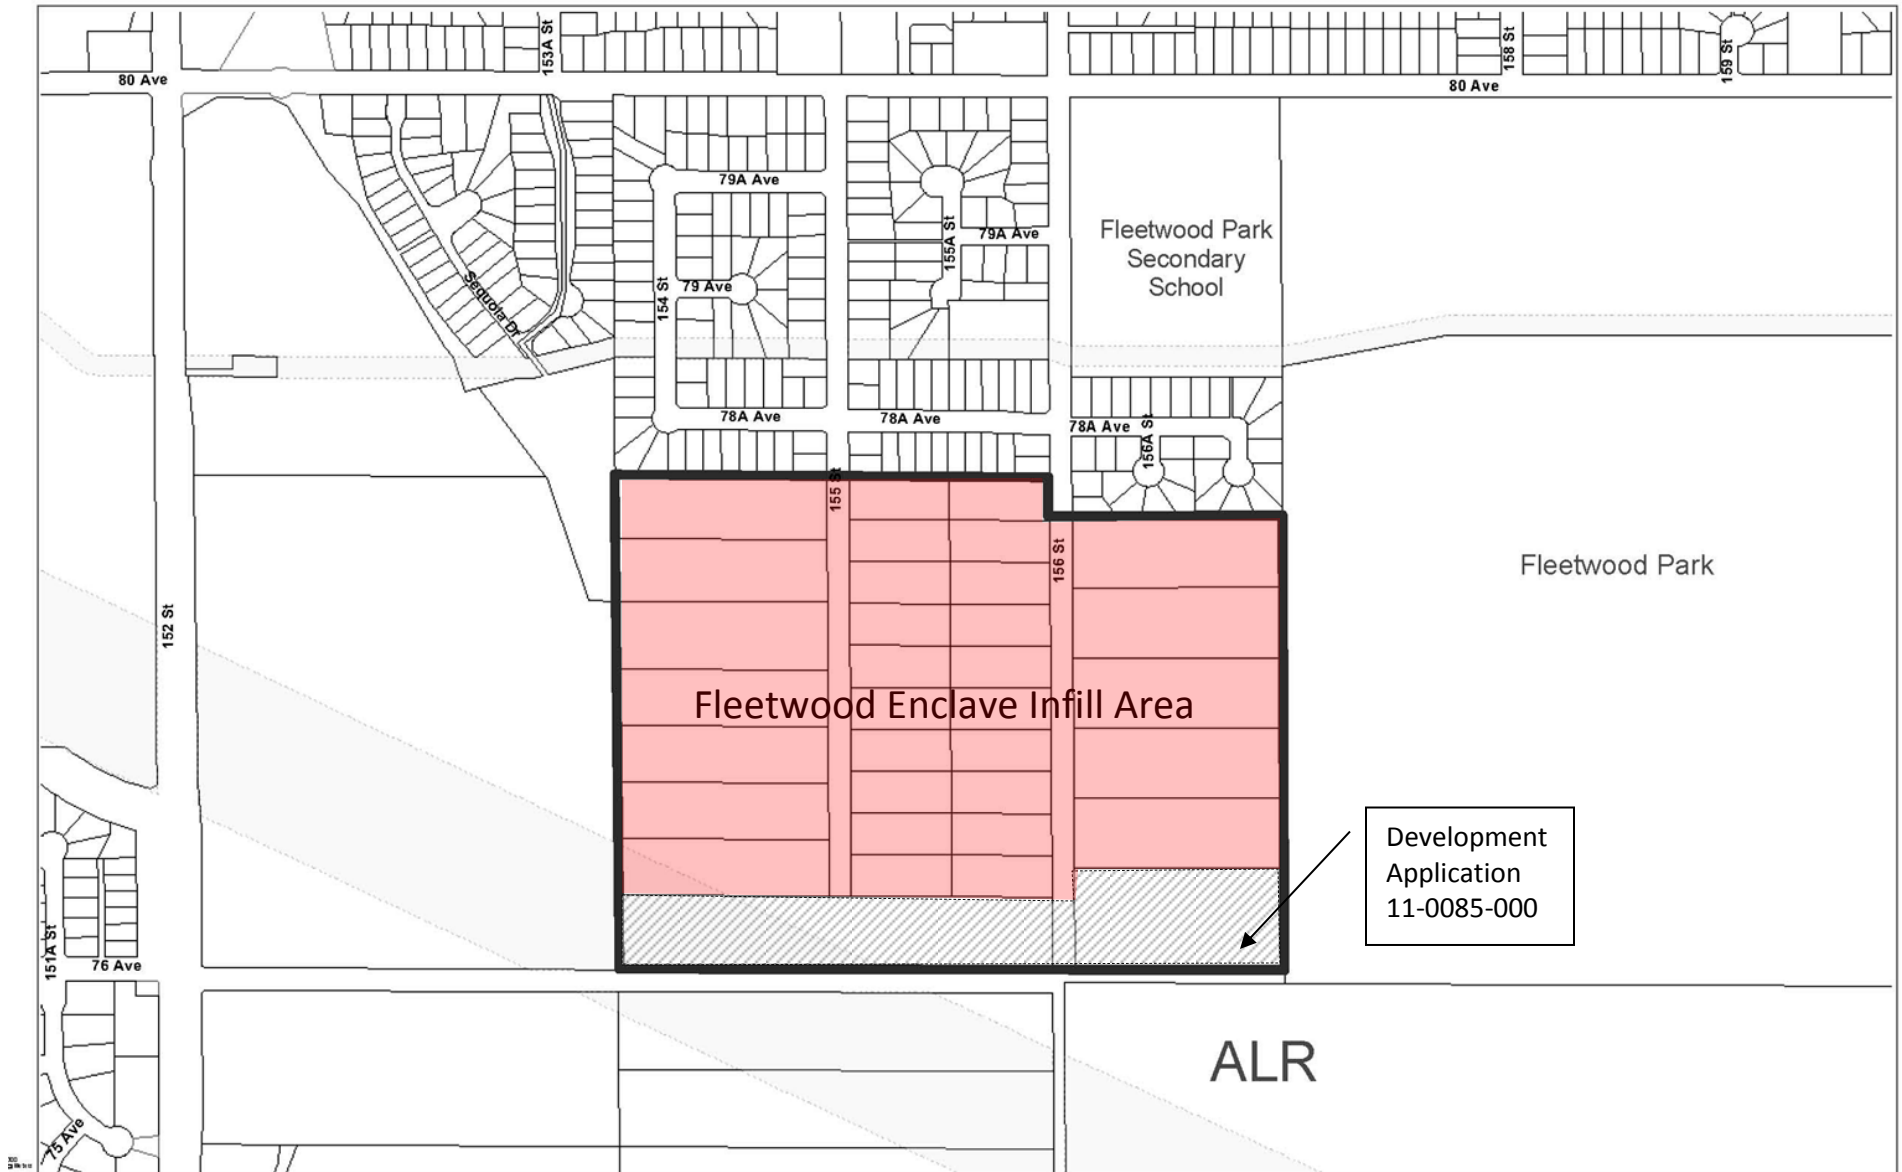 153A St
158 St
159 St
80 Ave
80 Ave
79A Ave
155A St
79A Ave
Fleetwood Park
Secondary
School
Sequoia Dr
154 St
79 Ave
78A Ave
78A Ave
78A Ave
156A St
155 St
156 St
Fleetwood Park
152 St
Fleetwood Enclave Infill Area
Development
Application
11-0085-000
151A St
76 Ave
ALR
75 Ave